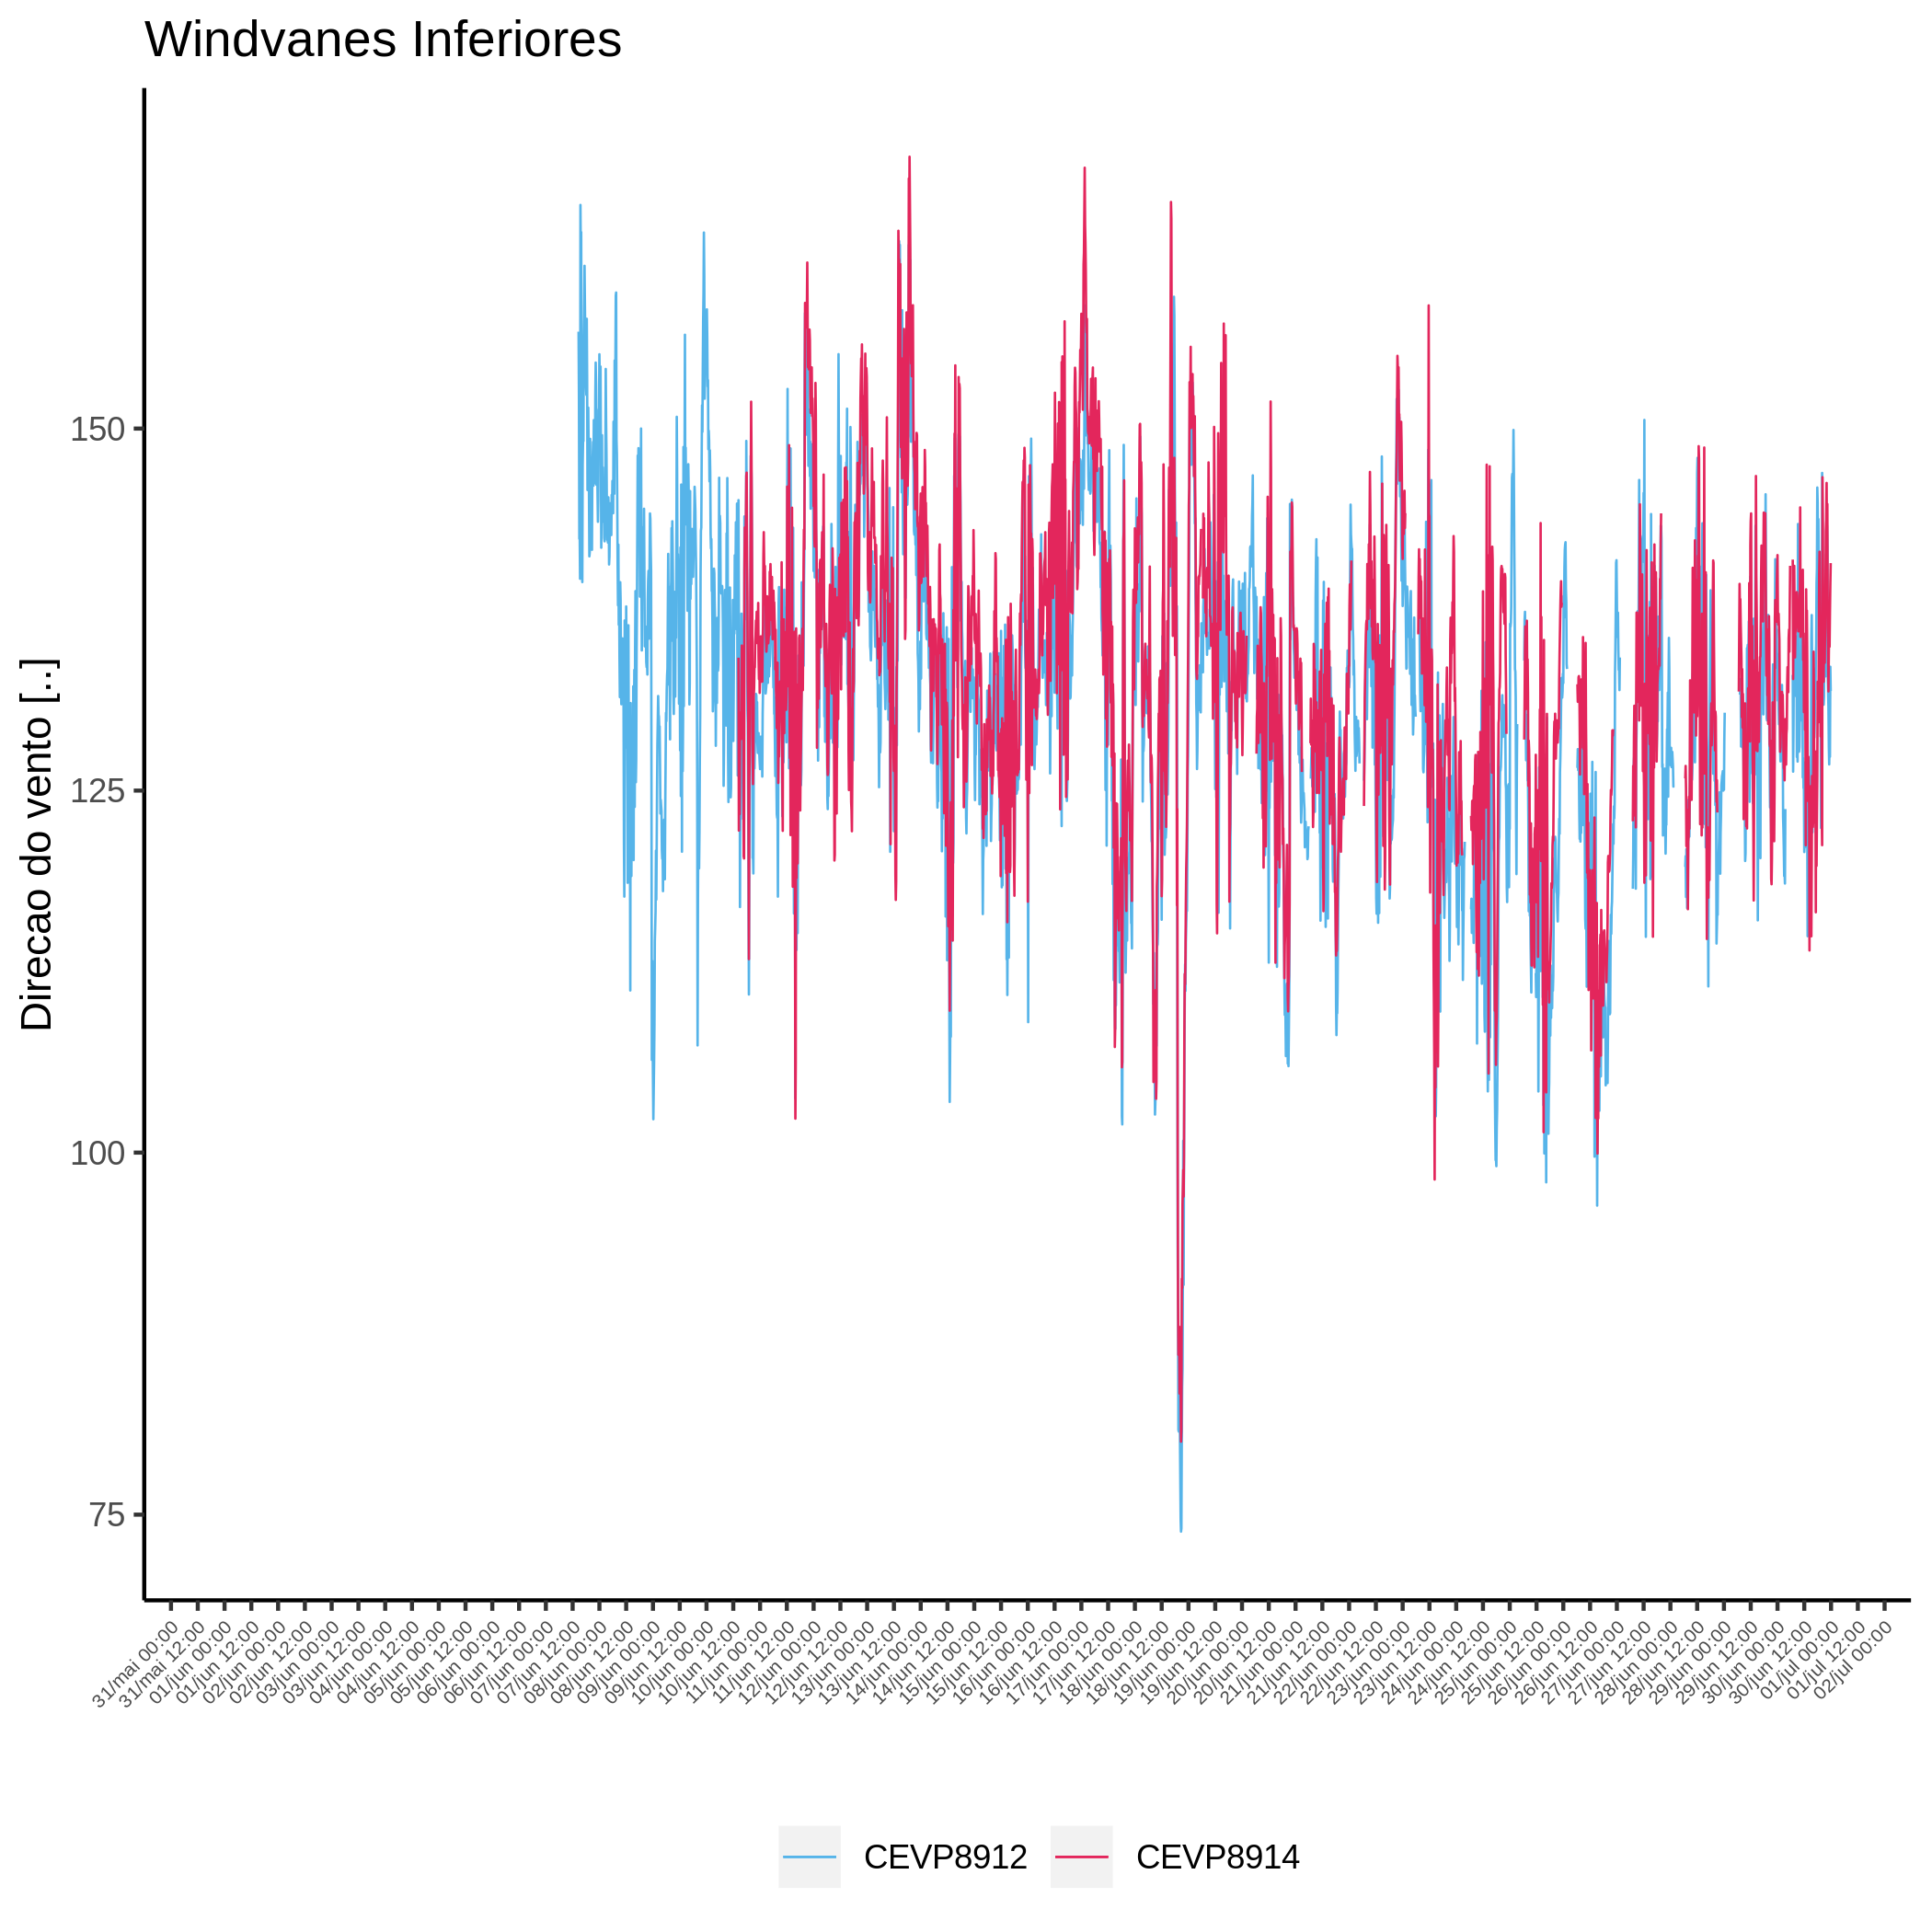 Windvanes Inferiores
Direcao do vento [..]
150
125
100
75
31/mai 00:00
31/mai 12:00
01/jun 00:00
01/jun 12:00
02/jun 00:00
02/jun 12:00
03/jun 00:00
03/jun 12:00
04/jun 00:00
04/jun 12:00
05/jun 00:00
05/jun 12:00
06/jun 00:00
06/jun 12:00
07/jun 00:00
07/jun 12:00
08/jun 00:00
08/jun 12:00
09/jun 00:00
09/jun 12:00
10/jun 00:00
10/jun 12:00
11/jun 00:00
11/jun 12:00
12/jun 00:00
12/jun 12:00
13/jun 00:00
13/jun 12:00
14/jun 00:00
14/jun 12:00
15/jun 00:00
15/jun 12:00
16/jun 00:00
16/jun 12:00
17/jun 00:00
17/jun 12:00
18/jun 00:00
18/jun 12:00
19/jun 00:00
19/jun 12:00
20/jun 00:00
20/jun 12:00
21/jun 00:00
21/jun 12:00
22/jun 00:00
22/jun 12:00
23/jun 00:00
23/jun 12:00
24/jun 00:00
24/jun 12:00
25/jun 00:00
25/jun 12:00
26/jun 00:00
26/jun 12:00
27/jun 00:00
27/jun 12:00
28/jun 00:00
28/jun 12:00
29/jun 00:00
29/jun 12:00
30/jun 00:00
30/jun 12:00
01/jul 00:00
01/jul 12:00
02/jul 00:00
CEVP8912
CEVP8914